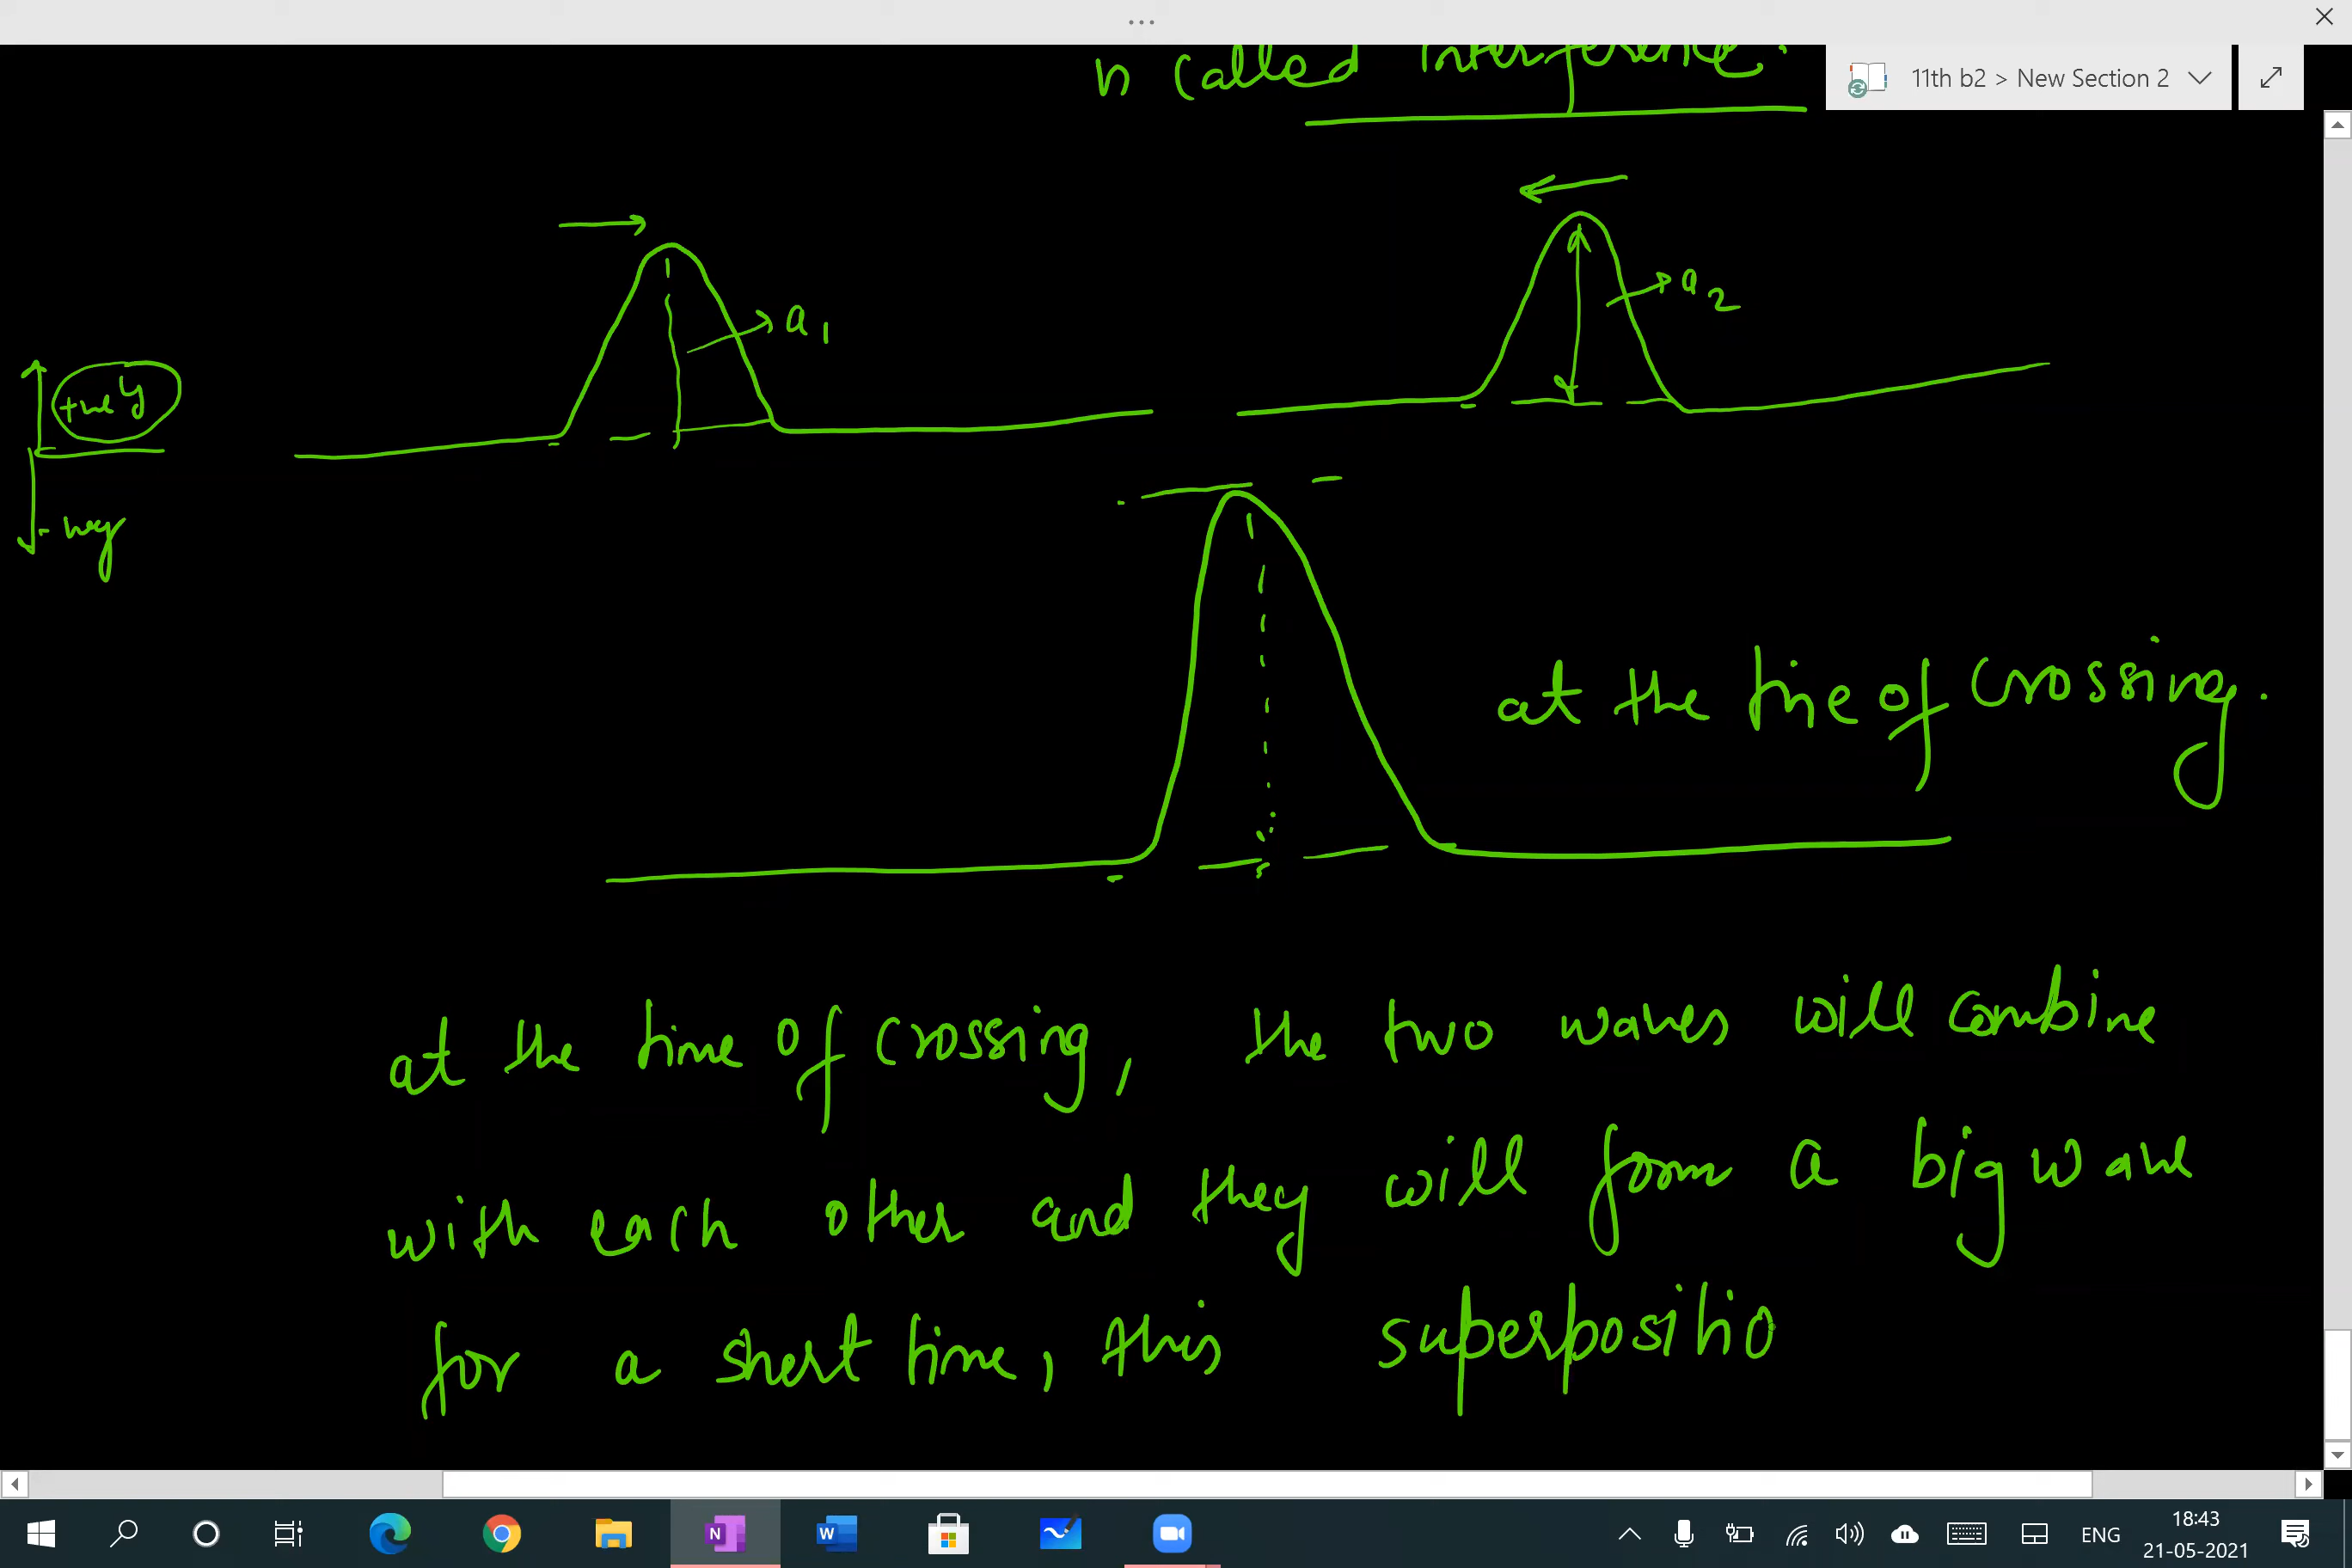 is called interference.
11th b2 > New Section 2
a1
a2
+ive y
-ive y
at the time of crossing.
at the time of crossing, the two waves will combine
with each other and they will form a big wave
for a short time, this superpositio
ENG
18:43
21-05-2021